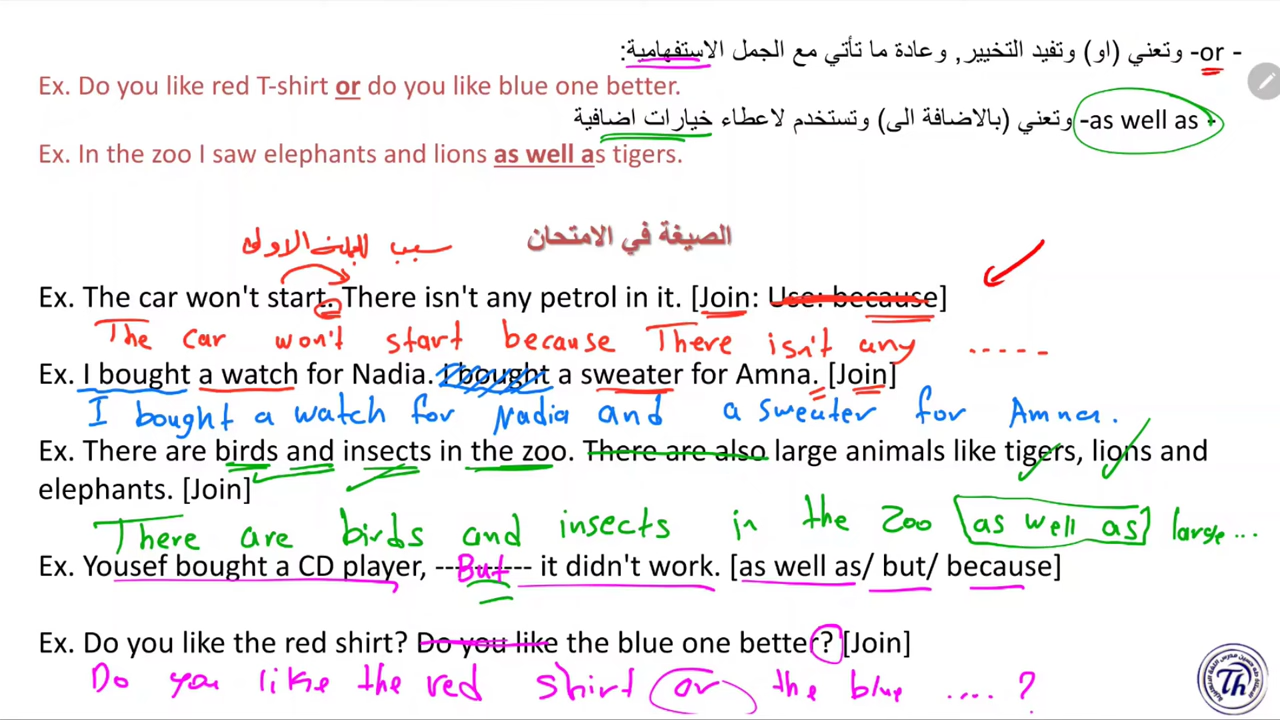 - or- وتعني (او) وتفيد التخيير, وعادة ما تأتي مع الجمل الاستفهامية:
Ex. Do you like red T-shirt or do you like blue one better.
- as well as- وتعني (بالاضافة الى) وتستخدم لاعطاء خيارات اضافية
Ex. In the zoo I saw elephants and lions as well as tigers.
الصيغة في الامتحان
سبب للجملة الاولى
Ex. The car won't start. There isn't any petrol in it. [Join: Use: because]
The car won't start because There isn't any .....
Ex. I bought a watch for Nadia. I bought a sweater for Amna. [Join]
I bought a watch for Nadia and a sweater for Amna.
Ex. There are birds and insects in the zoo. There are also large animals like tigers, lions and
elephants. [Join]
There are birds and insects in the Zoo as well as large ...
Ex. Yousef bought a CD player, --- But --- it didn't work. [as well as/ but/ because]
Ex. Do you like the red shirt? Do you like the blue one better? [Join]
Do you like the red shirt or the blue .... ?
Th